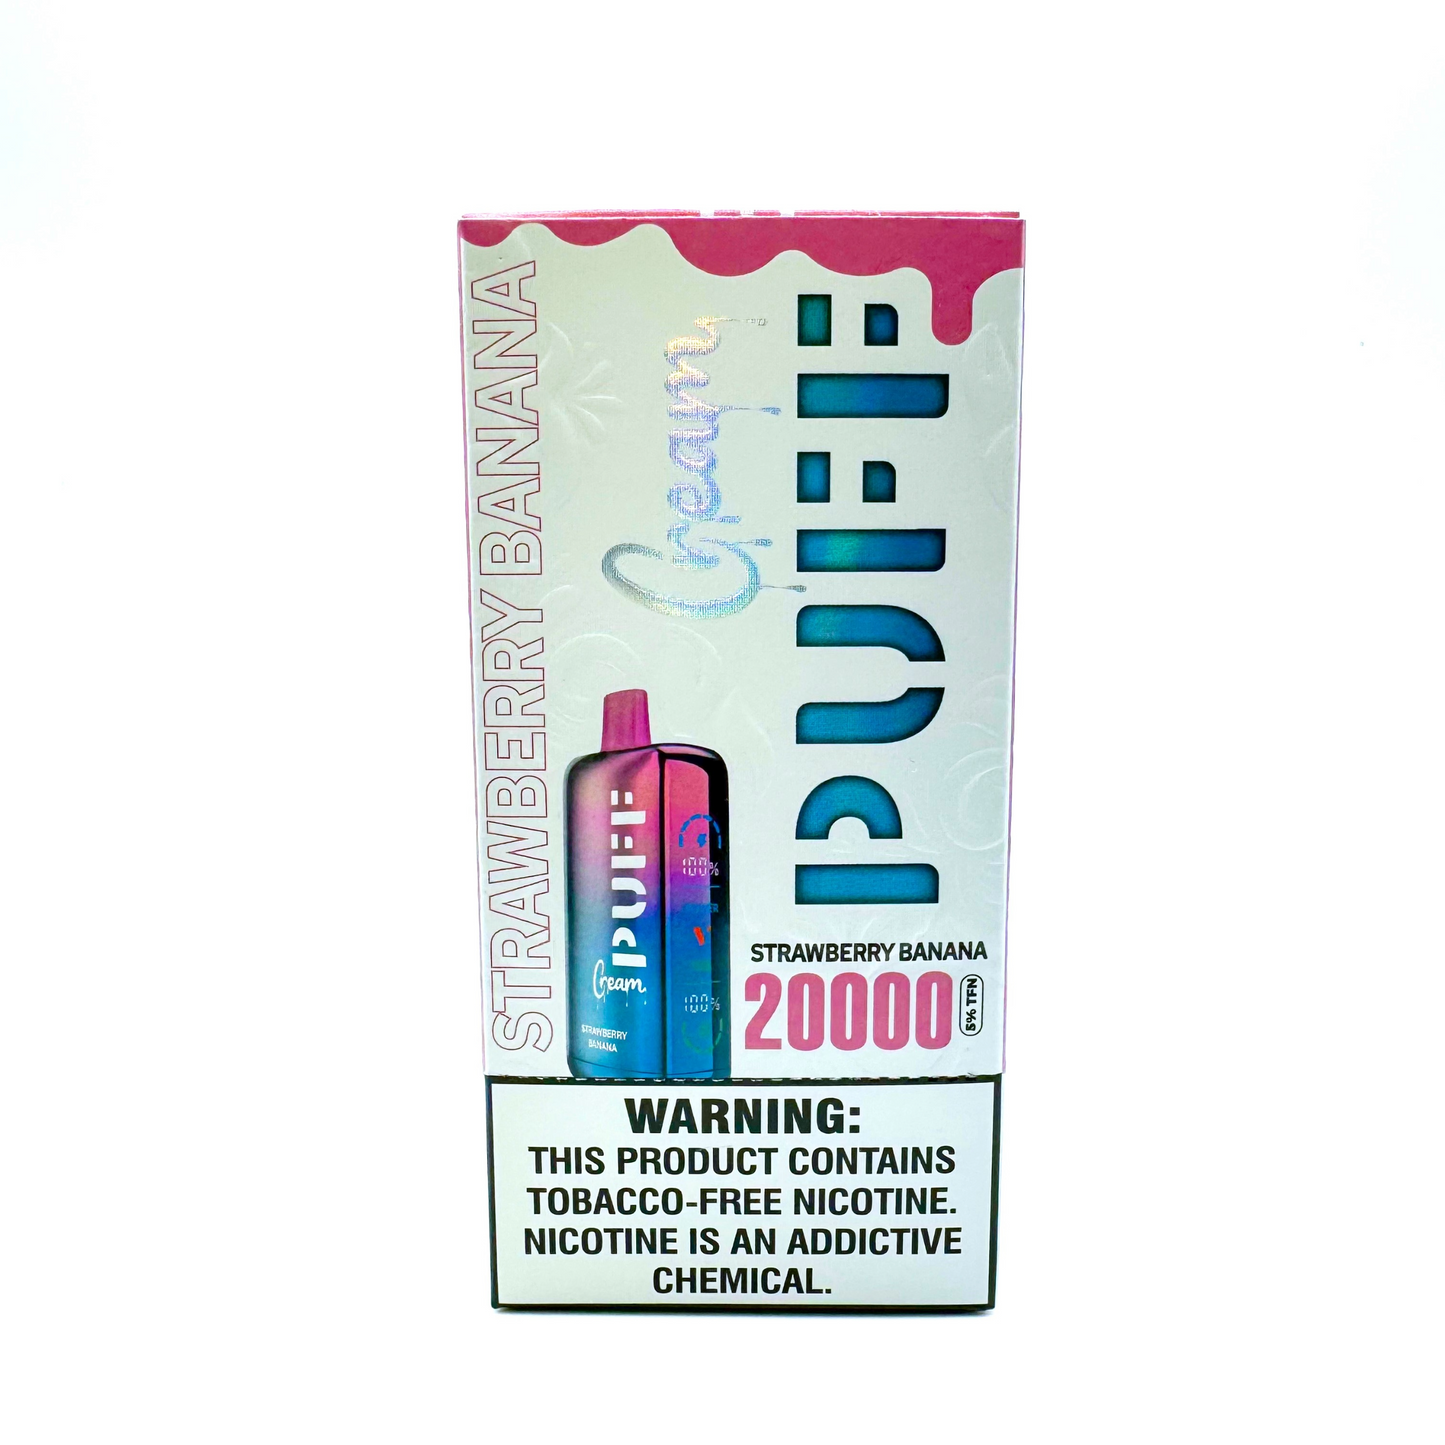 STRAWBERRY BANANA
Cream
PUFF
PUFF
Cream
STRAWBERRY
BANANA
100%
100%
STRAWBERRY BANANA
20000
5% TFN
WARNING:
THIS PRODUCT CONTAINS
TOBACCO-FREE NICOTINE.
NICOTINE IS AN ADDICTIVE
CHEMICAL.